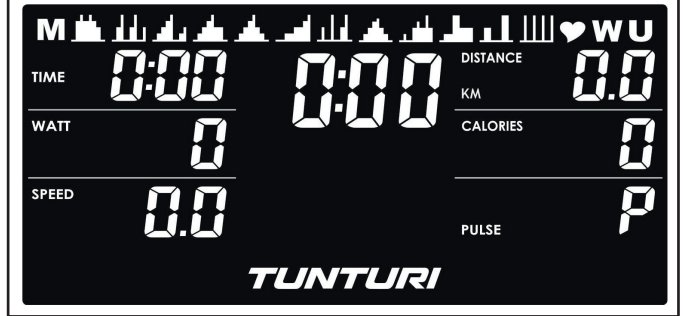 M W U
TIME 0:00
0:00
DISTANCE
KM 0.0
WATT 0
CALORIES 0
SPEED 0.0
PULSE P
TUNTURI